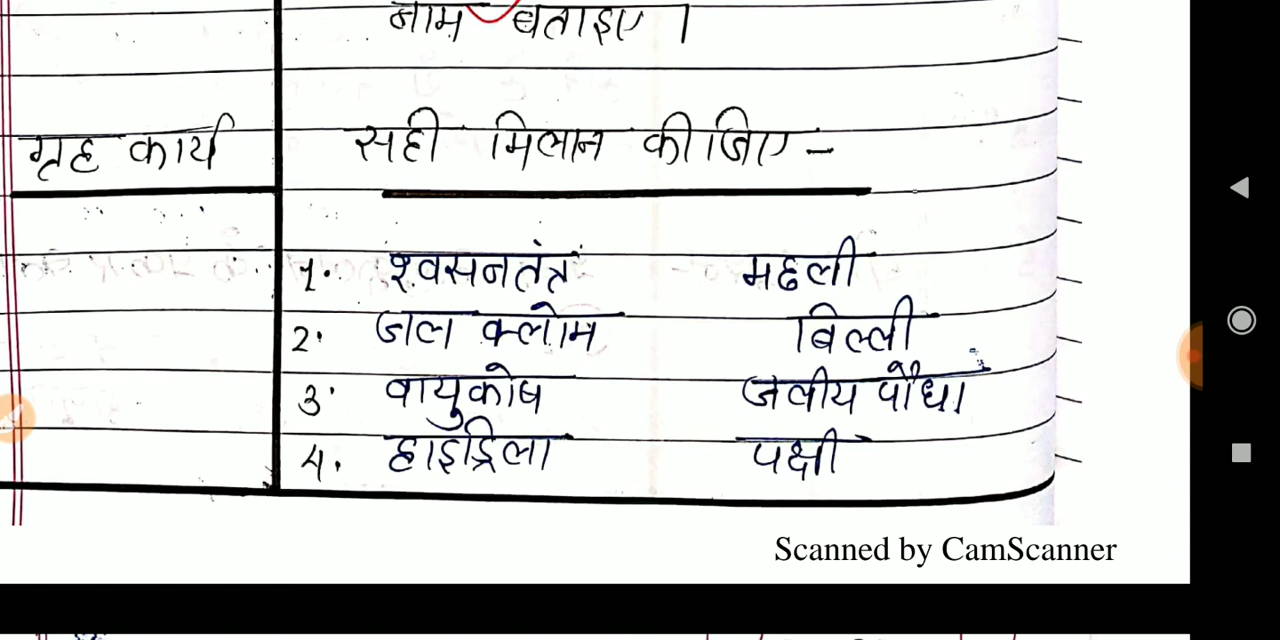 नाम बताइए ।
गृह कार्य सही मिलान कीजिए -
1. श्वसनतंत्र मछली
2. जल क्लोम बिल्ली
3. वायुकोष जलीय पौधा
4. हाइड्रिला पक्षी
Scanned by CamScanner